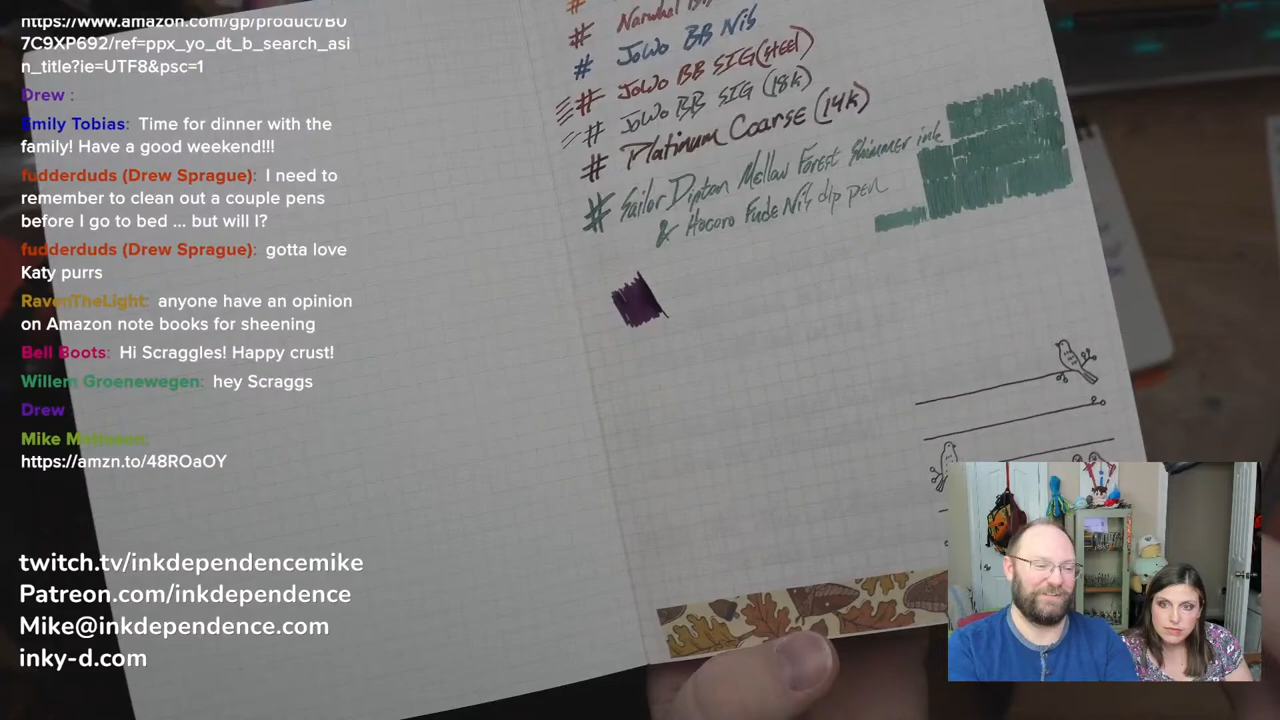 https://www.amazon.com/gp/product/B0
7C9XP692/ref=ppx_yo_dt_b_search_asi
n_title?ie=UTF8&psc=1
Drew :
Emily Tobias: Time for dinner with the
family! Have a good weekend!!!
fudderduds (Drew Sprague): I need to
remember to clean out a couple pens
before I go to bed ... but will I?
fudderduds (Drew Sprague): gotta love
Katy purrs
RavenTheLight: anyone have an opinion
on Amazon note books for sheening
Bell Boots: Hi Scraggles! Happy crust!
Willem Groenewegen: hey Scraggs
Drew
Mike
https://amzn.to/48ROaOY
twitch.tv/inkdependencemike
Patreon.com/inkdependence
Mike@inkdependence.com
inky-d.com
# Narwhal
# JoWo BB Nib
# JoWo BB SIG (steel)
# JoWo BB SIG (18k)
# Platinum Coarse (14k)
# Sailor Dipton Mellow Forest Shimmer ink
& Hocoro Fude Nib dip pen